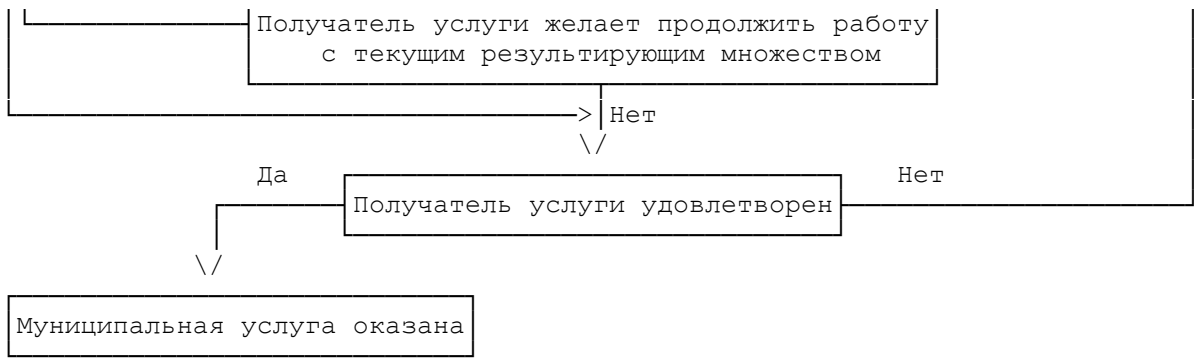 Получатель услуги желает продолжить работу
с текущим результирующим множеством
Нет
Да
Нет
Получатель услуги удовлетворен
Муниципальная услуга оказана